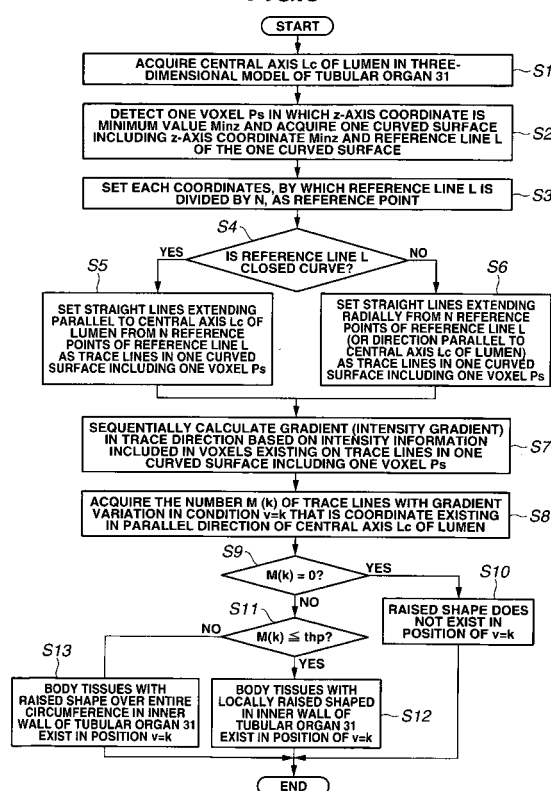 START
ACQUIRE CENTRAL AXIS Lc OF LUMEN IN THREE-
DIMENSIONAL MODEL OF TUBULAR ORGAN 31
S1
DETECT ONE VOXEL Ps IN WHICH z-AXIS COORDINATE IS
MINIMUM VALUE Minz AND ACQUIRE ONE CURVED SURFACE
INCLUDING z-AXIS COORDINATE Minz AND REFERENCE LINE L
OF THE ONE CURVED SURFACE
S2
SET EACH COORDINATES, BY WHICH REFERENCE LINE L IS
DIVIDED BY N, AS REFERENCE POINT
S3
S4
YES
IS REFERENCE LINE L
CLOSED CURVE?
NO
S5
SET STRAIGHT LINES EXTENDING
PARALLEL TO CENTRAL AXIS Lc OF
LUMEN FROM N REFERENCE
POINTS OF REFERENCE LINE L
AS TRACE LINES IN ONE CURVED
SURFACE INCLUDING ONE VOXEL Ps
S6
SET STRAIGHT LINES EXTENDING
RADIALLY FROM N REFERENCE
POINTS OF REFERENCE LINE L
(OR DIRECTION PARALLEL TO
CENTRAL AXIS Lc OF LUMEN)
AS TRACE LINES IN ONE CURVED
SURFACE INCLUDING ONE VOXEL Ps
SEQUENTIALLY CALCULATE GRADIENT (INTENSITY GRADIENT)
IN TRACE DIRECTION BASED ON INTENSITY INFORMATION
INCLUDED IN VOXELS EXISTING ON TRACE LINES IN ONE
CURVED SURFACE INCLUDING ONE VOXEL Ps
S7
ACQUIRE THE NUMBER M (k) OF TRACE LINES WITH GRADIENT
VARIATION IN CONDITION v=k THAT IS COORDINATE EXISTING
IN PARALLEL DIRECTION OF CENTRAL AXIS Lc OF LUMEN
S8
S9
M(k) = 0?
YES
NO
S10
RAISED SHAPE DOES
NOT EXIST IN
POSITION OF v=k
S11
NO
M(k) ≦ thp?
YES
S13
BODY TISSUES WITH
RAISED SHAPE OVER ENTIRE
CIRCUMFERENCE IN INNER
WALL OF TUBULAR ORGAN 31
EXIST IN POSITION v=k
BODY TISSUES WITH
LOCALLY RAISED SHAPED
IN INNER WALL OF
TUBULAR ORGAN 31
EXIST IN POSITION OF v=k
S12
END